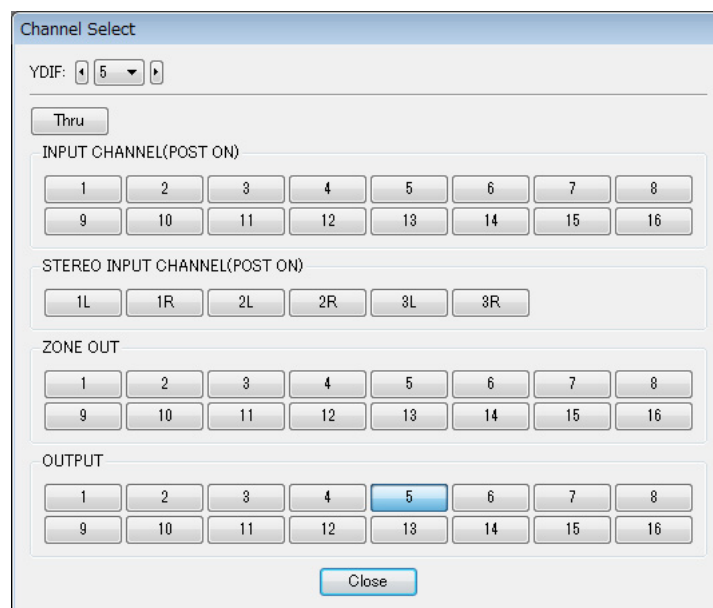 Channel Select
YDIF: 5
Thru
INPUT CHANNEL(POST ON)
1 2 3 4 5 6 7 8
9 10 11 12 13 14 15 16
STEREO INPUT CHANNEL(POST ON)
1L 1R 2L 2R 3L 3R
ZONE OUT
1 2 3 4 5 6 7 8
9 10 11 12 13 14 15 16
OUTPUT
1 2 3 4 5 6 7 8
9 10 11 12 13 14 15 16
Close